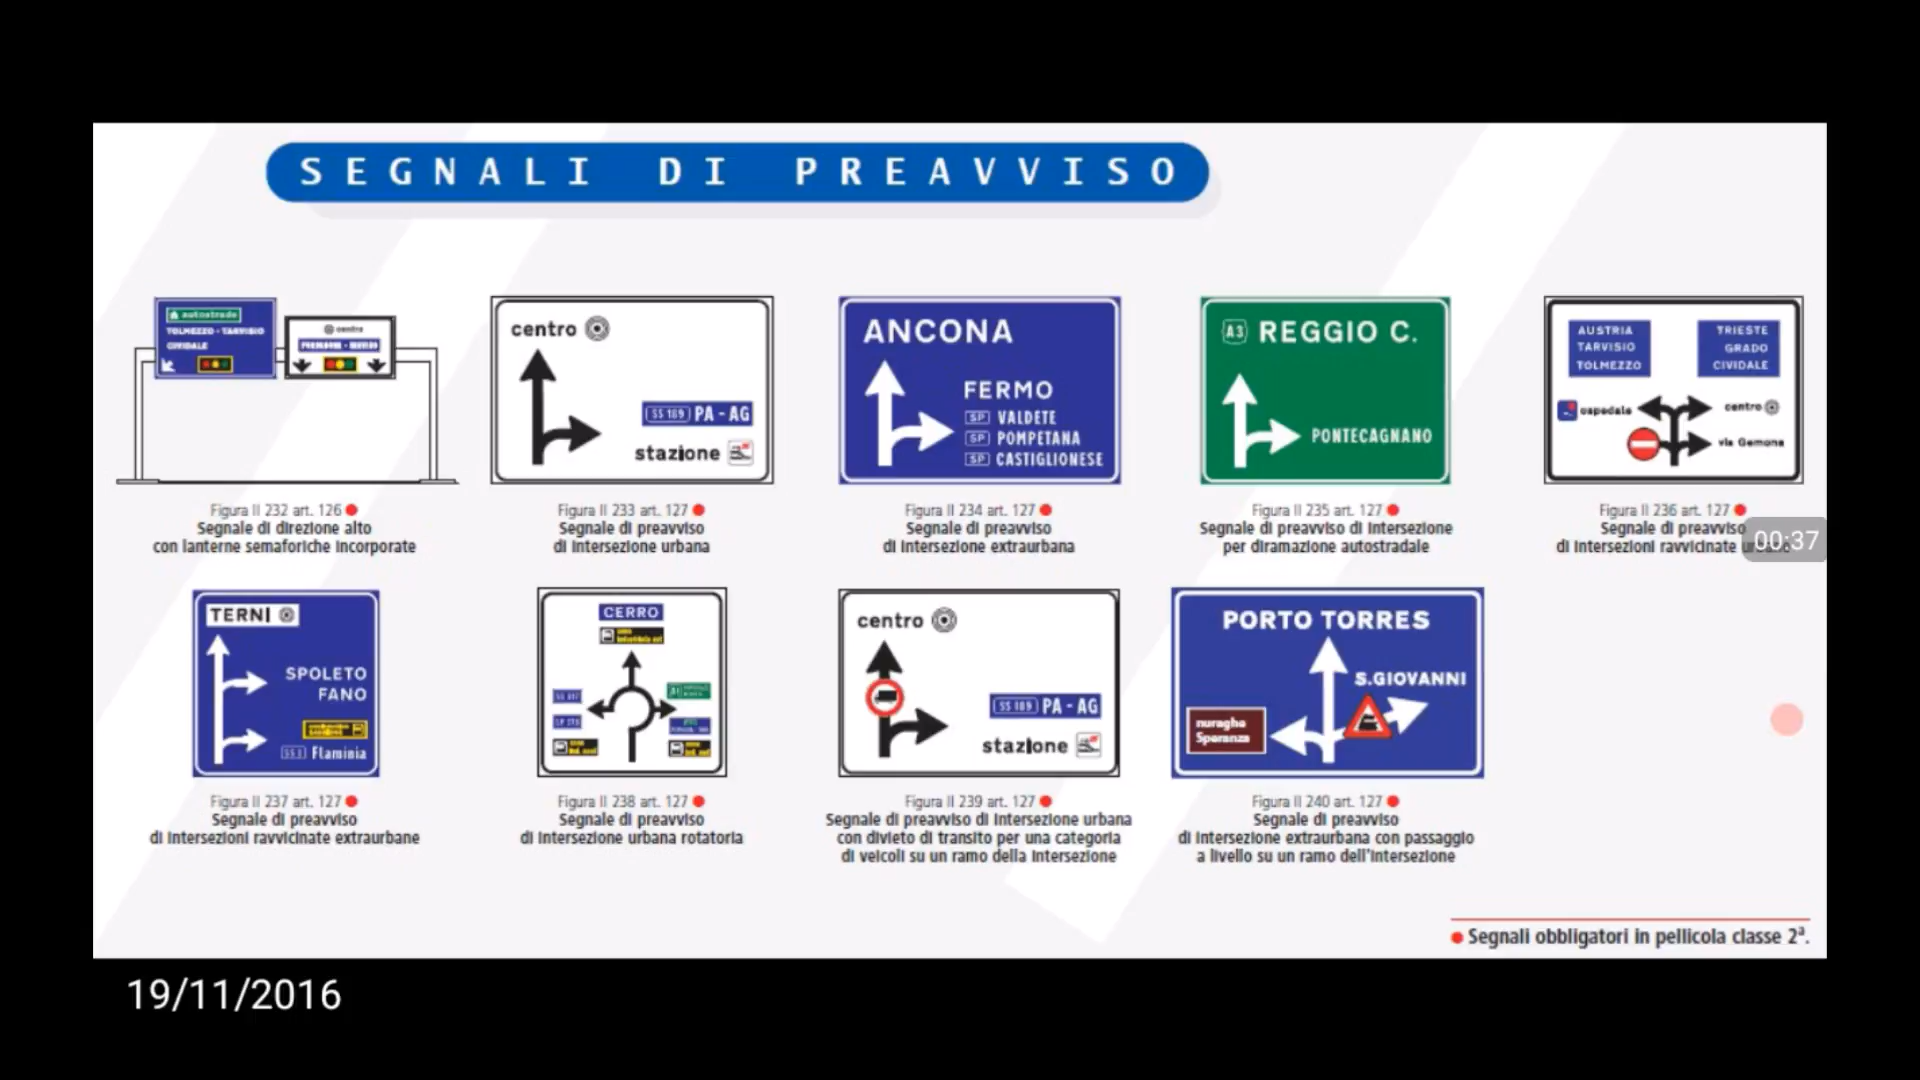 SEGNALI DI PREAVVISO
autostrade
TOLMEZZO - TARVISIO
CIVIDALE
centro
Figura II 232 art. 126
Segnale di direzione alto
con lanterne semaforiche incorporate
centro
SS 189 PA - AG
stazione
Figura II 233 art. 127
Segnale di preavviso
di intersezione urbana
ANCONA
FERMO
SP VALDETE
SP POMPETANA
SP CASTIGLIONESE
Figura II 234 art. 127
Segnale di preavviso
di intersezione extraurbana
A3 REGGIO C.
PONTECAGNANO
Figura II 235 art. 127
Segnale di preavviso di intersezione
per diramazione autostradale
AUSTRIA
TARVISIO
TOLMEZZO
TRIESTE
GRADO
CIVIDALE
ospedale
centro
via Gemona
Figura II 236 art. 127
Segnale di preavviso
di intersezioni ravvicinate
00:37
TERNI
SPOLETO
FANO
SS 3 Flaminia
Figura II 237 art. 127
Segnale di preavviso
di intersezioni ravvicinate extraurbane
CERRO
Figura II 238 art. 127
Segnale di preavviso
di intersezione urbana rotatoria
centro
SS 189 PA - AG
stazione
Figura II 239 art. 127
Segnale di preavviso di intersezione urbana
con divieto di transito per una categoria
di veicoli su un ramo della intersezione
PORTO TORRES
S.GIOVANNI
nuraghe
Speranza
Figura II 240 art. 127
Segnale di preavviso
di intersezione extraurbana con passaggio
a livello su un ramo dell'intersezione
Segnali obbligatori in pellicola classe 2ª.
19/11/2016